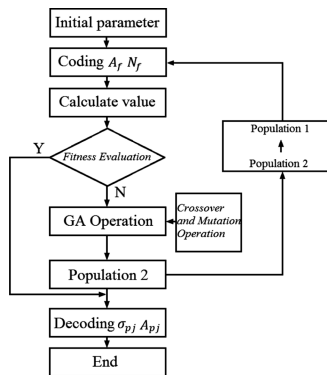 Initial parameter
Coding A_f N_f
Calculate value
Y
Fitness Evaluation
N
GA Operation
Crossover
and Mutation
Operation
Population 1
Population 2
Population 2
Decoding σ_pj A_pj
End